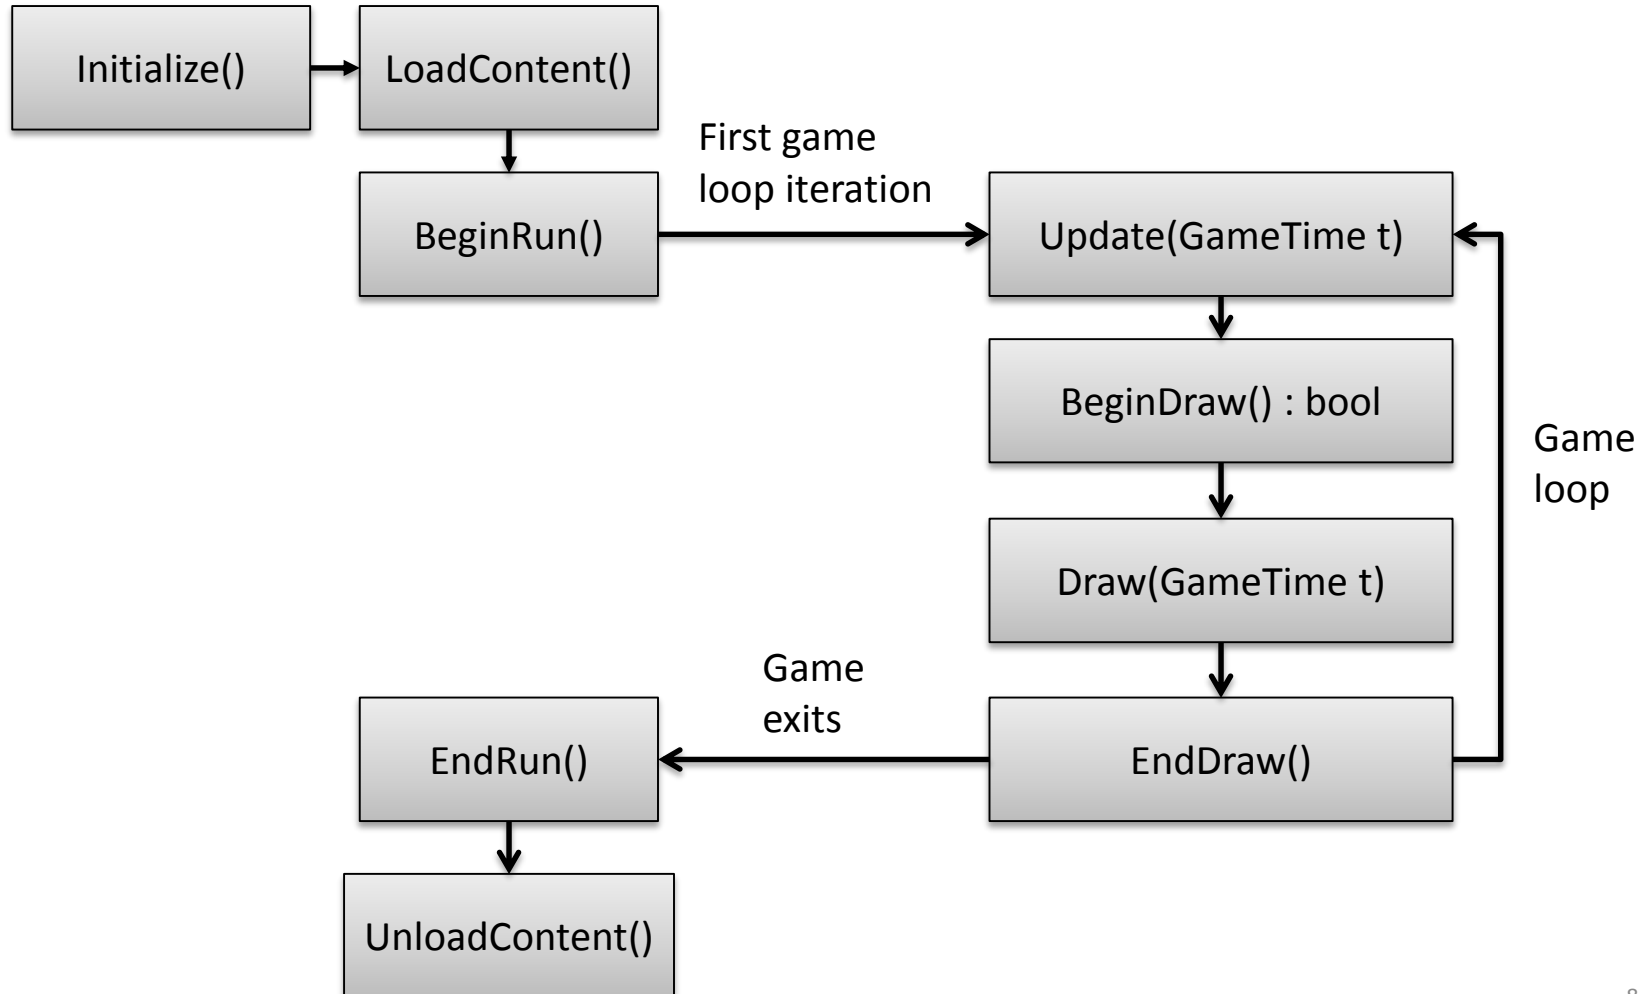 Initialize()
LoadContent()
First game
loop iteration
BeginRun()
Update(GameTime t)
BeginDraw() : bool
Game
loop
Draw(GameTime t)
Game
exits
EndRun()
EndDraw()
UnloadContent()